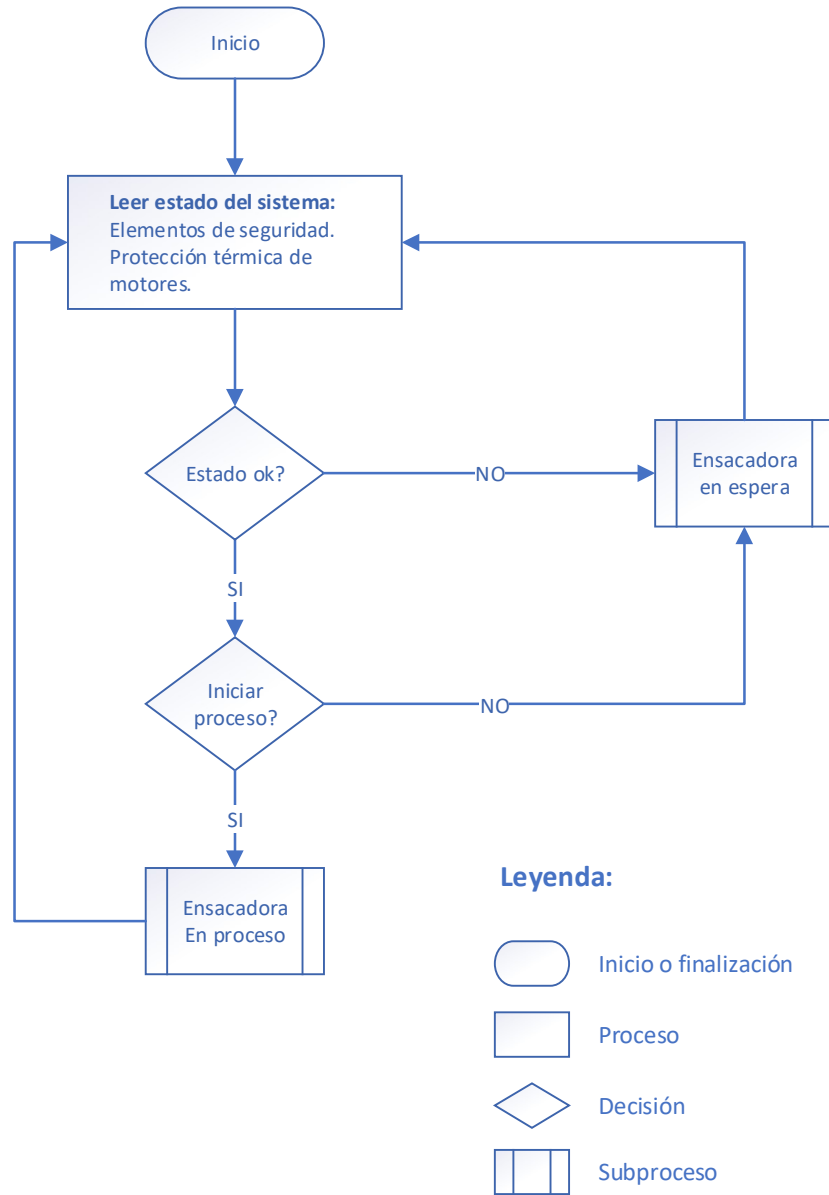 Inicio
Leer estado del sistema:
Elementos de seguridad.
Protección térmica de
motores.
Estado ok?
NO
Ensacadora
en espera
SI
Iniciar
proceso?
NO
SI
Ensacadora
En proceso
Leyenda:
Inicio o finalización
Proceso
Decisión
Subproceso